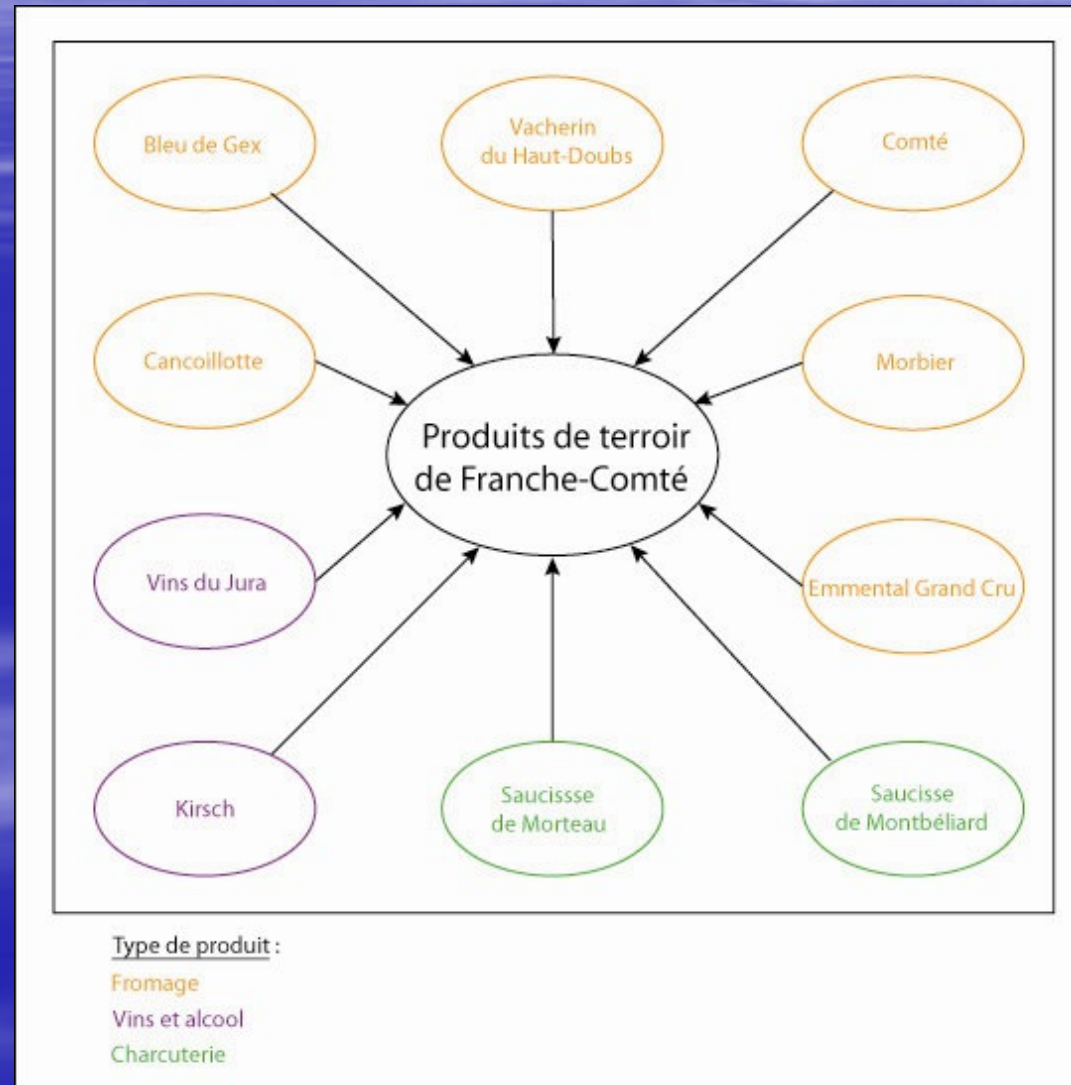 Bleu de Gex
Vacherin
du Haut-Doubs
Comté
Cancoillotte
Morbier
Produits de terroir
de Franche-Comté
Vins du Jura
Emmental Grand Cru
Kirsch
Saucissse
de Morteau
Saucisse
de Montbéliard
Type de produit :
Fromage
Vins et alcool
Charcuterie